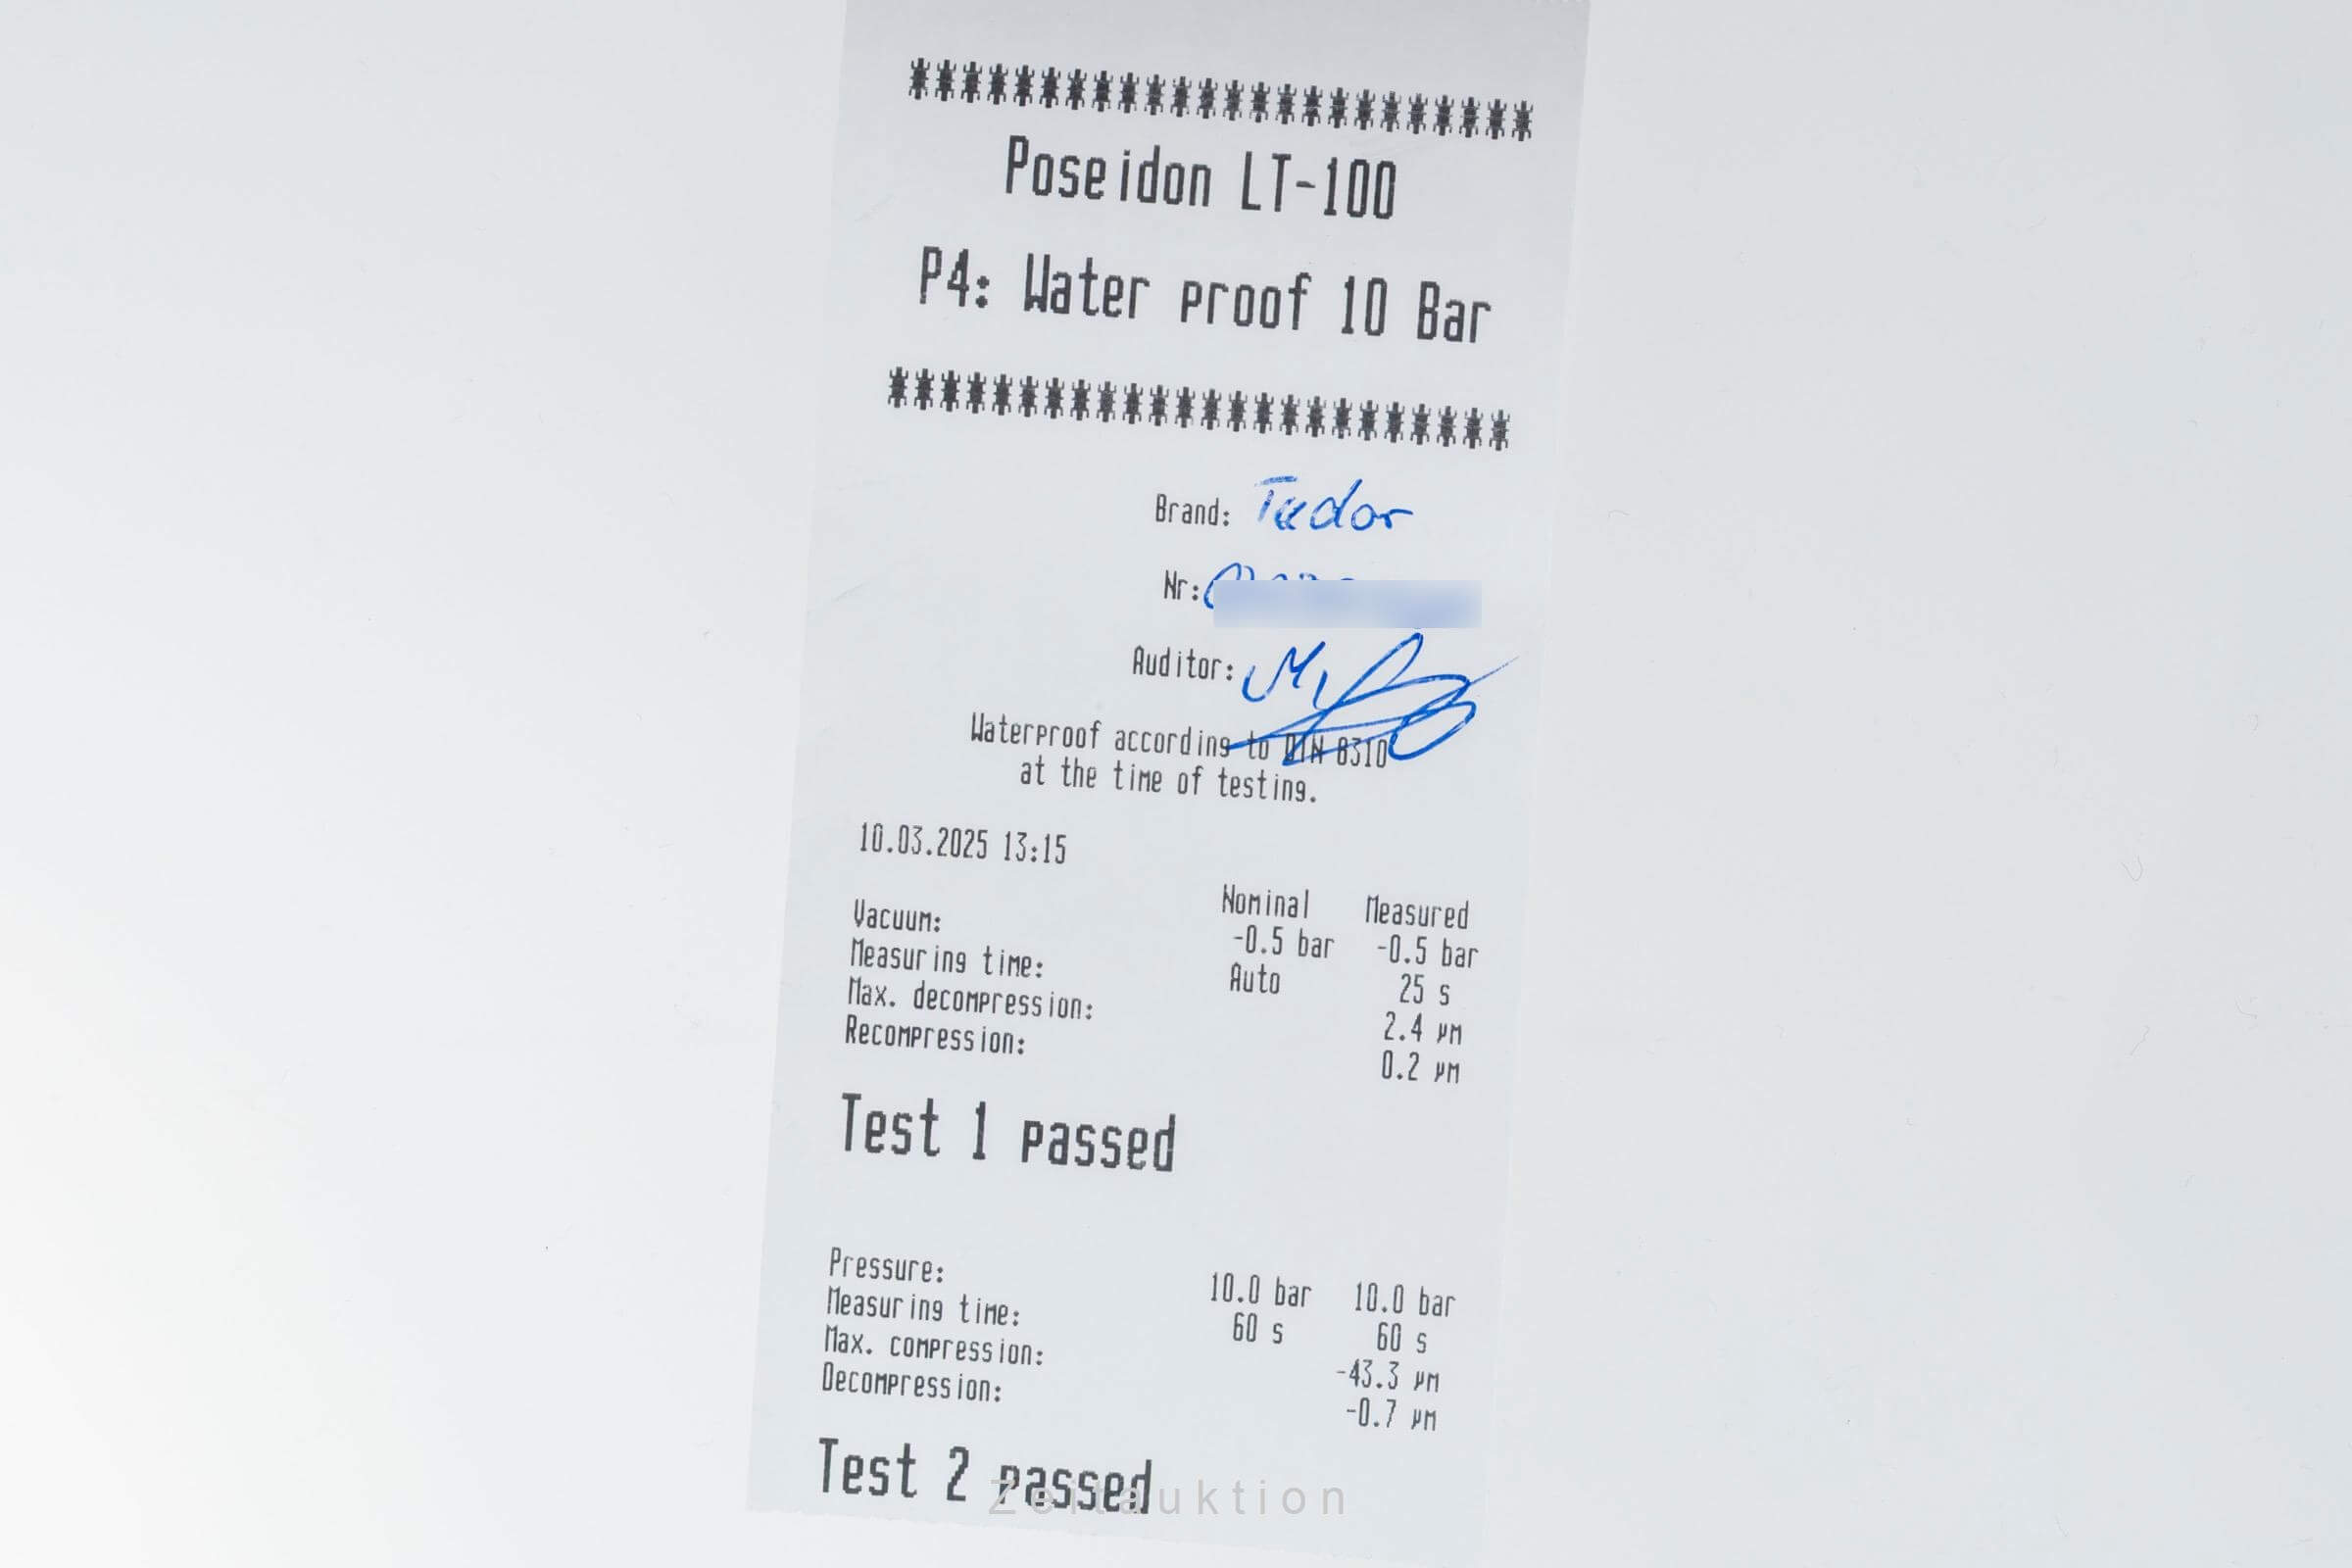 ************************
Poseidon LT-100
P4: Water proof 10 Bar
************************
Brand: Tudor
Nr:
Auditor:
Waterproof according to DIN 8310
at the time of testing.
10.03.2025 13:15
Nominal Measured
Vacuum: -0.5 bar -0.5 bar
Measuring time: Auto 25 s
Max. decompression: 2.4 µm
Recompression: 0.2 µm
Test 1 passed
Pressure: 10.0 bar 10.0 bar
Measuring time: 60 s 60 s
Max. compression: -43.3 µm
Decompression: -0.7 µm
Test 2 passed
Zeitauktion